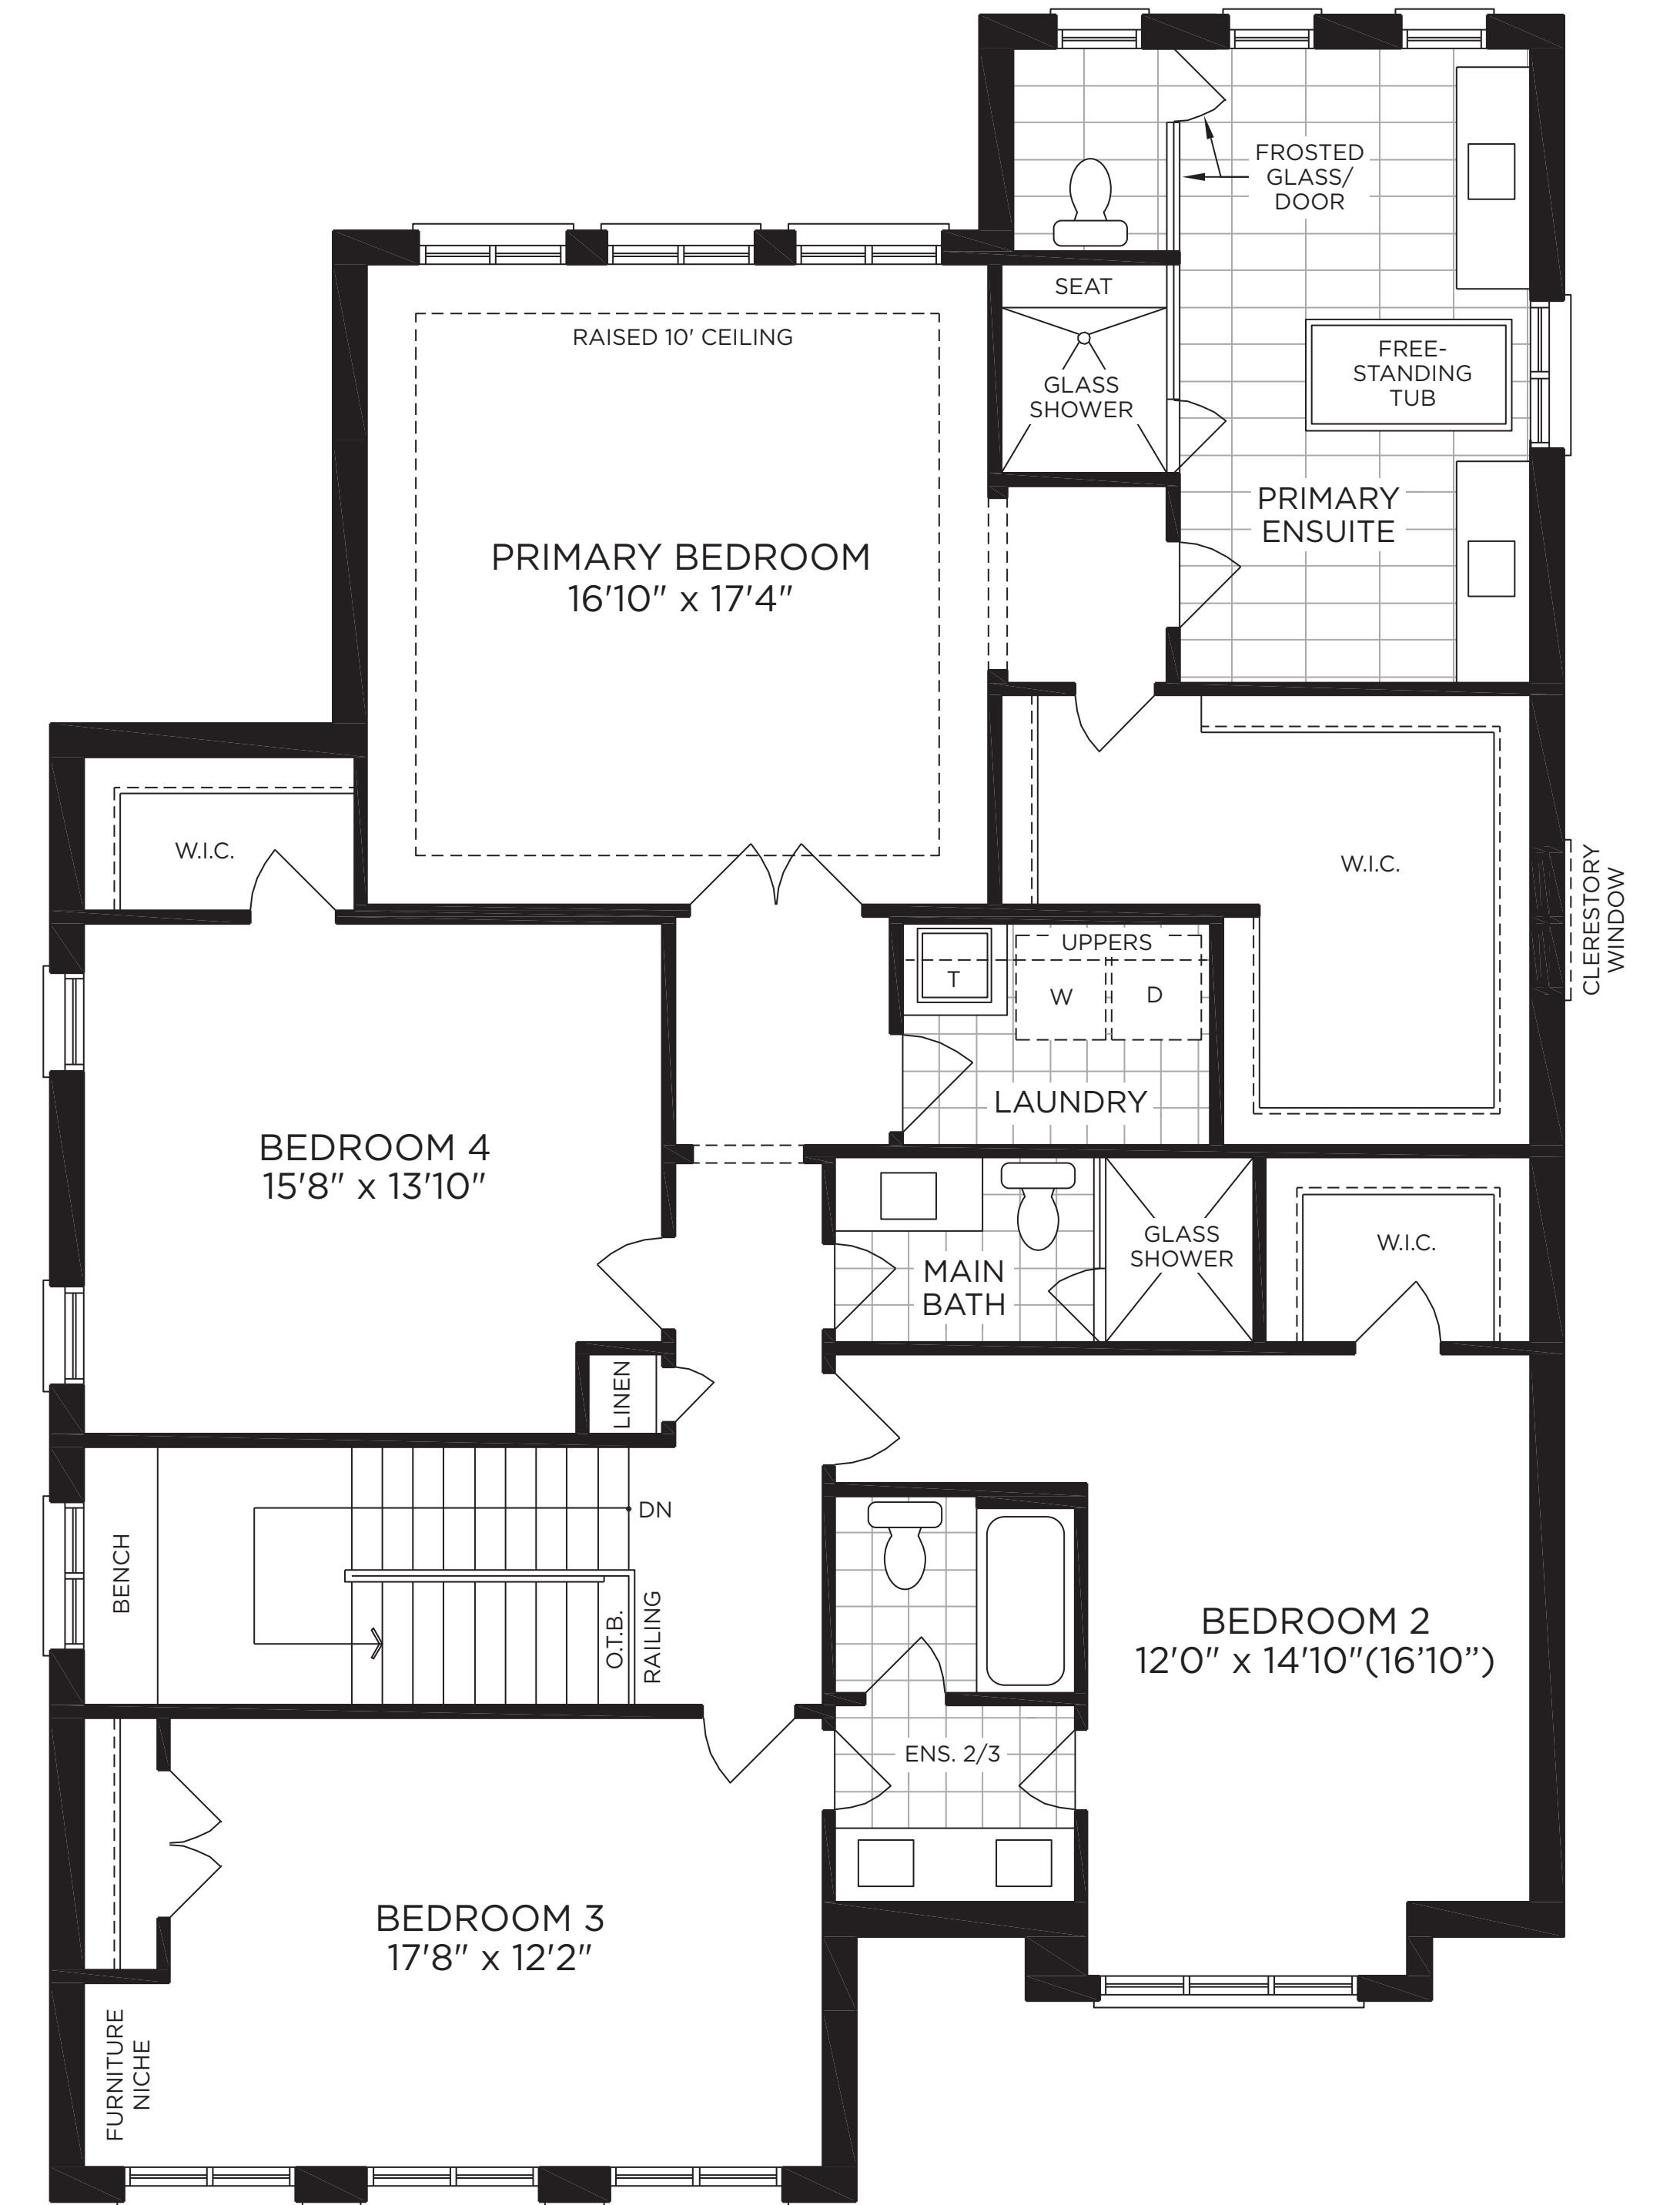 FROSTED
GLASS/
DOOR
SEAT
RAISED 10' CEILING
FREE-
STANDING
TUB
GLASS
SHOWER
PRIMARY
ENSUITE
PRIMARY BEDROOM
16'10" x 17'4"
W.I.C.
W.I.C.
CLERESTORY
WINDOW
UPPERS
T
W
D
LAUNDRY
BEDROOM 4
15'8" x 13'10"
GLASS
SHOWER
W.I.C.
MAIN
BATH
LINEN
DN
BENCH
O.T.B.
RAILING
BEDROOM 2
12'0" x 14'10"(16’10”)
ENS. 2/3
BEDROOM 3
17'8" x 12'2"
FURNITURE
NICHE